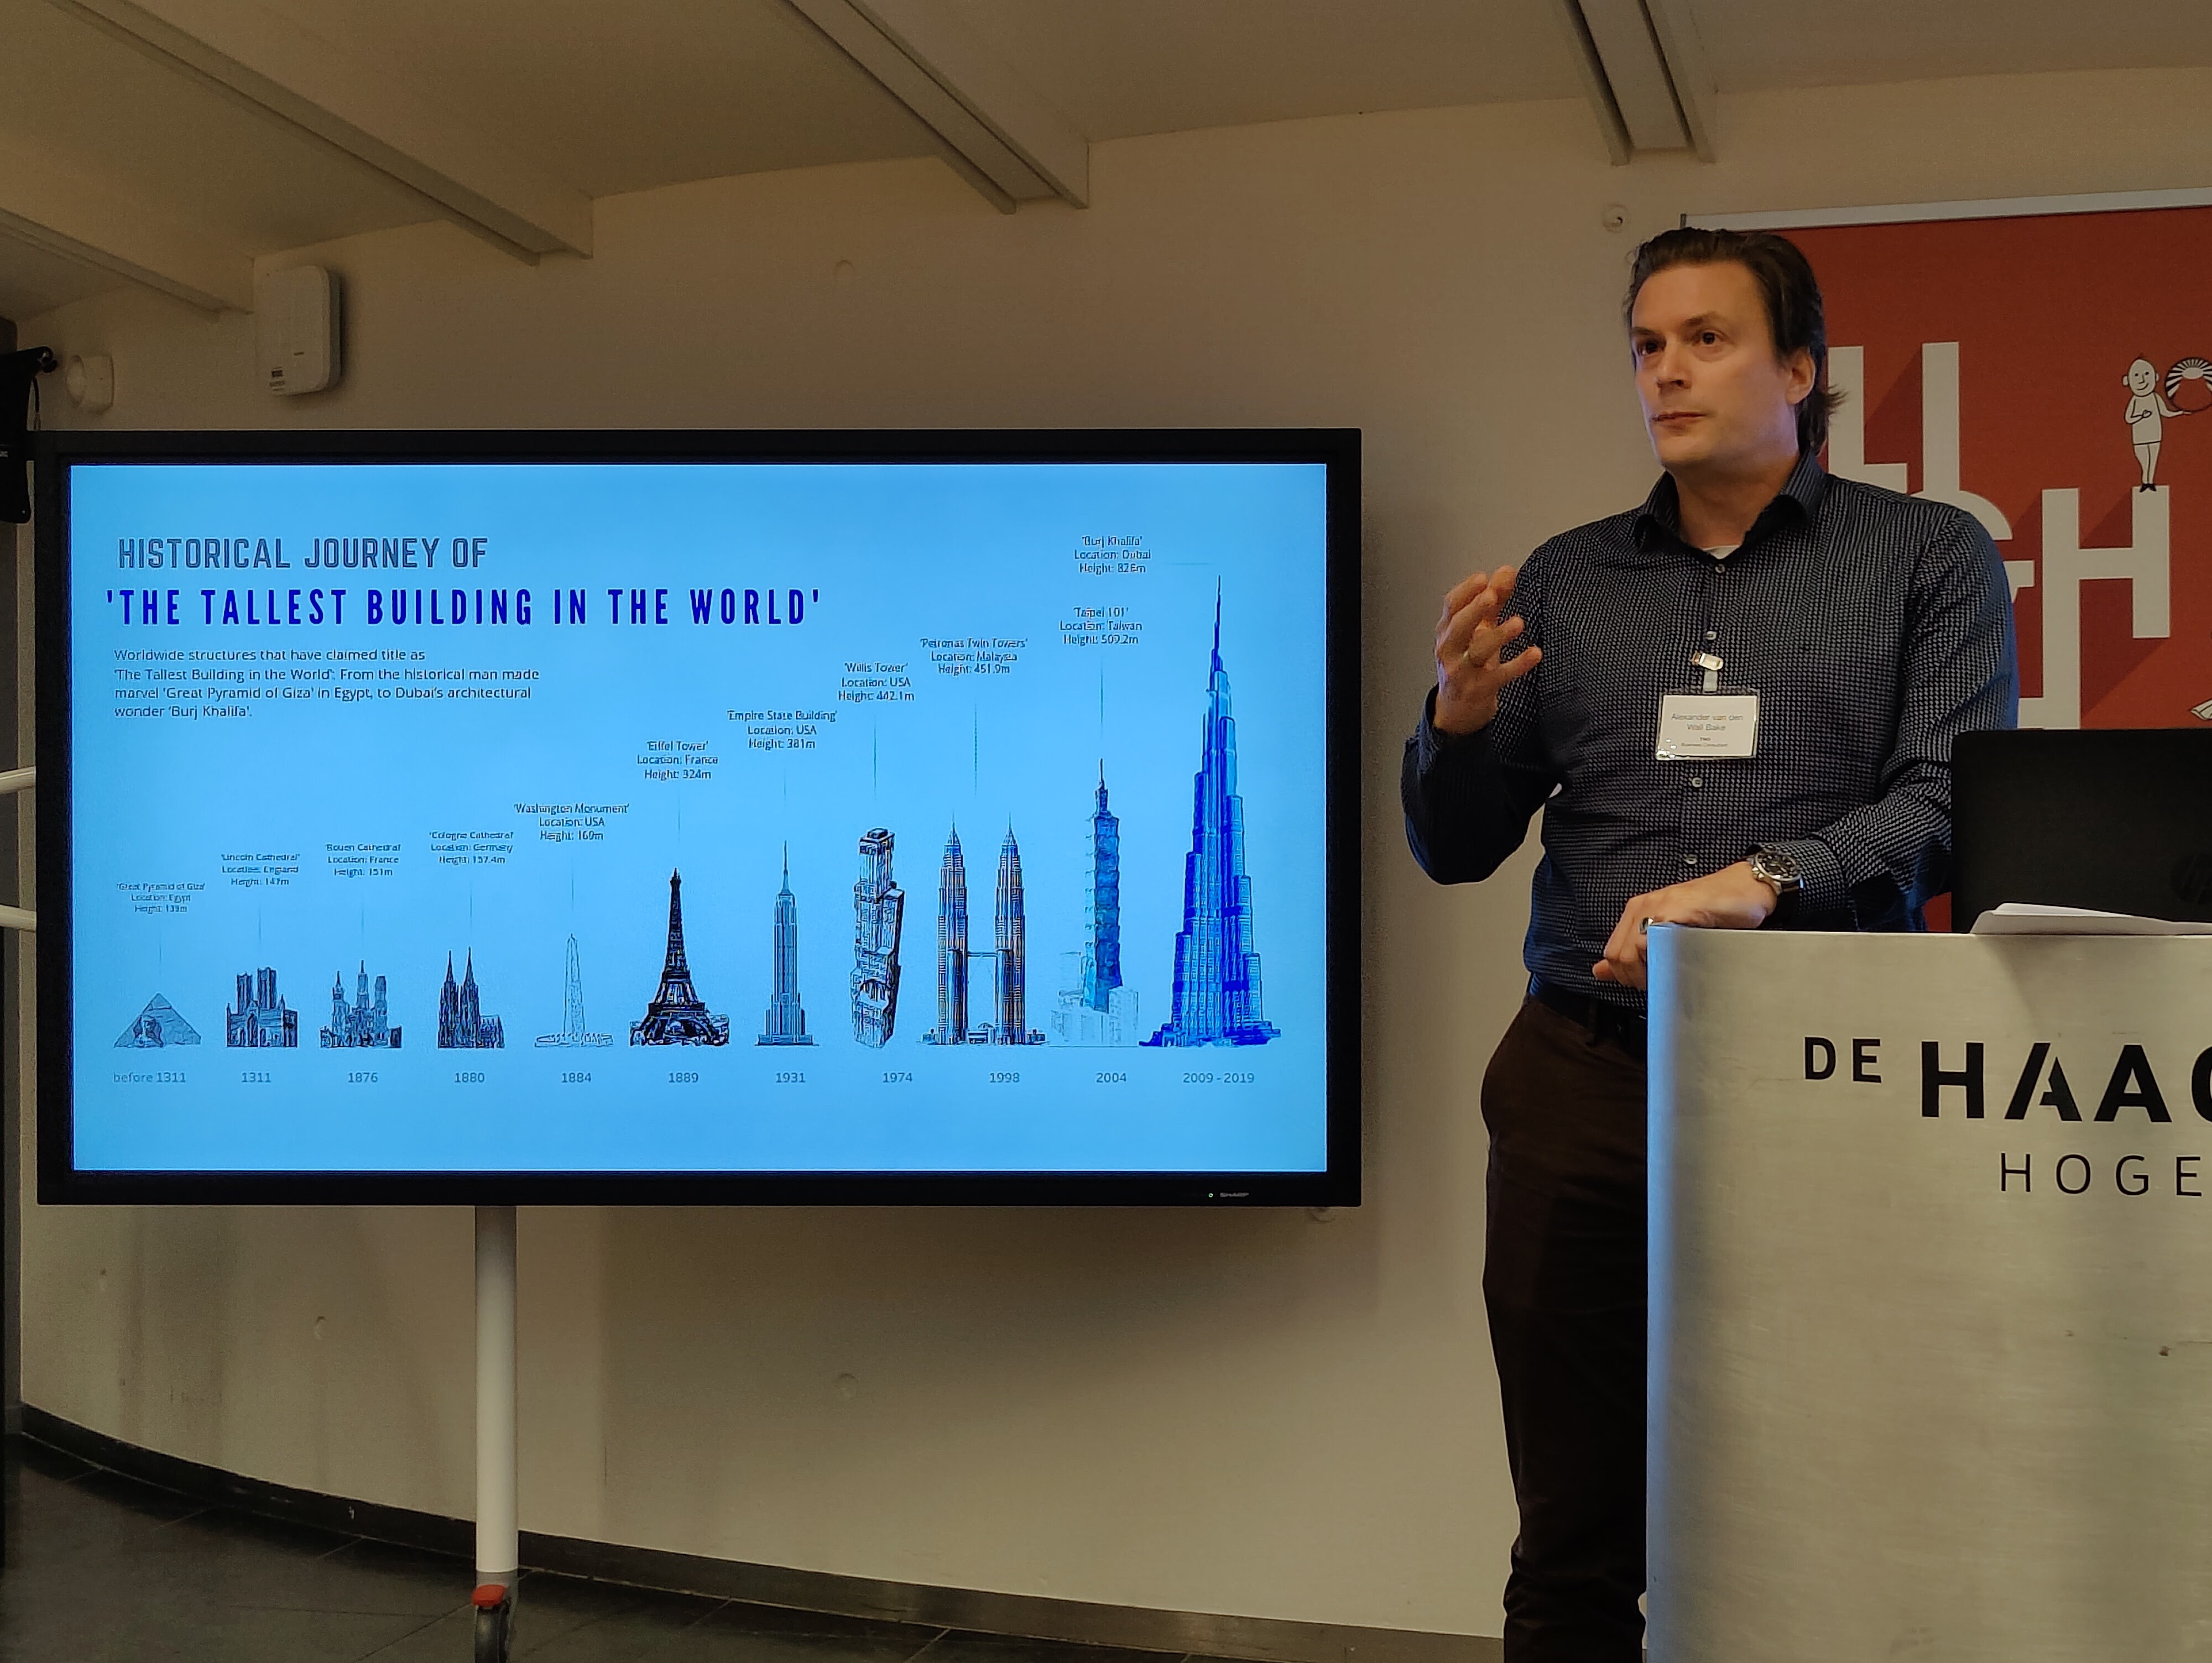 HISTORICAL JOURNEY OF
'THE TALLEST BUILDING IN THE WORLD'
Worldwide structures that have claimed title as
'The Tallest Building in the World': From the historical man made
marvel 'Great Pyramid of Giza' in Egypt, to Dubai's architectural
wonder 'Burj Khalifa'.
'Great Pyramid of Giza'
Location: Egypt
Height: 139m
'Lincoln Cathedral'
Location: England
Height: 147m
'Rouen Cathedral'
Location: France
Height: 151m
'Cologne Cathedral'
Location: Germany
Height: 157.4m
'Washington Monument'
Location: USA
Height: 169m
'Eiffel Tower'
Location: France
Height: 324m
'Empire State Building'
Location: USA
Height: 381m
'Willis Tower'
Location: USA
Height: 442.1m
'Petronas Twin Towers'
Location: Malaysia
Height: 451.9m
'Taipei 101'
Location: Taiwan
Height: 509.2m
'Burj Khalifa'
Location: Dubai
Height: 828m
before 1311
1311
1876
1880
1884
1889
1931
1974
1998
2004
2009 - 2019
SHARP
Alexander van den
Wall Bake
TNO
Business Consultant
DE HAAG
HOGE